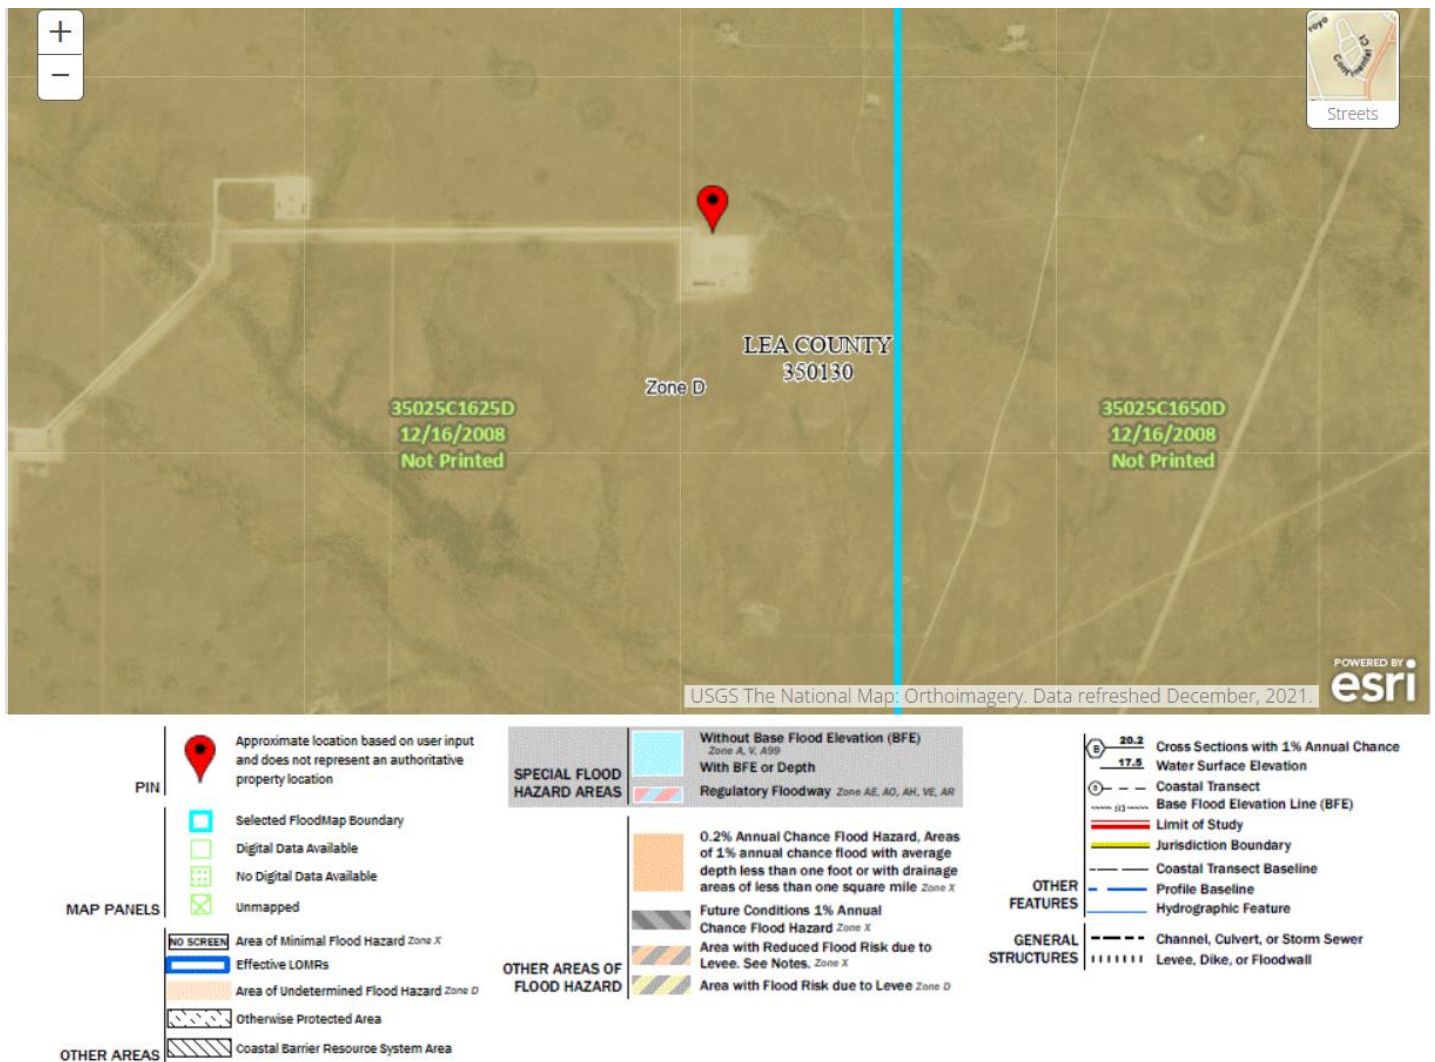 +
−
royo
Continental Ct
Streets
LEA COUNTY
350130
Zone D
35025C1625D
12/16/2008
Not Printed
35025C1650D
12/16/2008
Not Printed
POWERED BY
esri
USGS The National Map: Orthoimagery. Data refreshed December, 2021.
PIN
Approximate location based on user input
and does not represent an authoritative
property location
MAP PANELS
Selected FloodMap Boundary
Digital Data Available
No Digital Data Available
Unmapped
OTHER AREAS
NO SCREEN Area of Minimal Flood Hazard Zone X
Effective LOMRs
Area of Undetermined Flood Hazard Zone D
Otherwise Protected Area
Coastal Barrier Resource System Area
SPECIAL FLOOD
HAZARD AREAS
Without Base Flood Elevation (BFE)
Zone A, V, A99
With BFE or Depth
Regulatory Floodway Zone AE, AO, AH, VE, AR
OTHER AREAS OF
FLOOD HAZARD
0.2% Annual Chance Flood Hazard, Areas
of 1% annual chance flood with average
depth less than one foot or with drainage
areas of less than one square mile Zone X
Future Conditions 1% Annual
Chance Flood Hazard Zone X
Area with Reduced Flood Risk due to
Levee. See Notes. Zone X
Area with Flood Risk due to Levee Zone D
OTHER
FEATURES
B 20.2 Cross Sections with 1% Annual Chance
17.5 Water Surface Elevation
8 Coastal Transect
Base Flood Elevation Line (BFE)
Limit of Study
Jurisdiction Boundary
Coastal Transect Baseline
Profile Baseline
Hydrographic Feature
GENERAL
STRUCTURES
Channel, Culvert, or Storm Sewer
Levee, Dike, or Floodwall